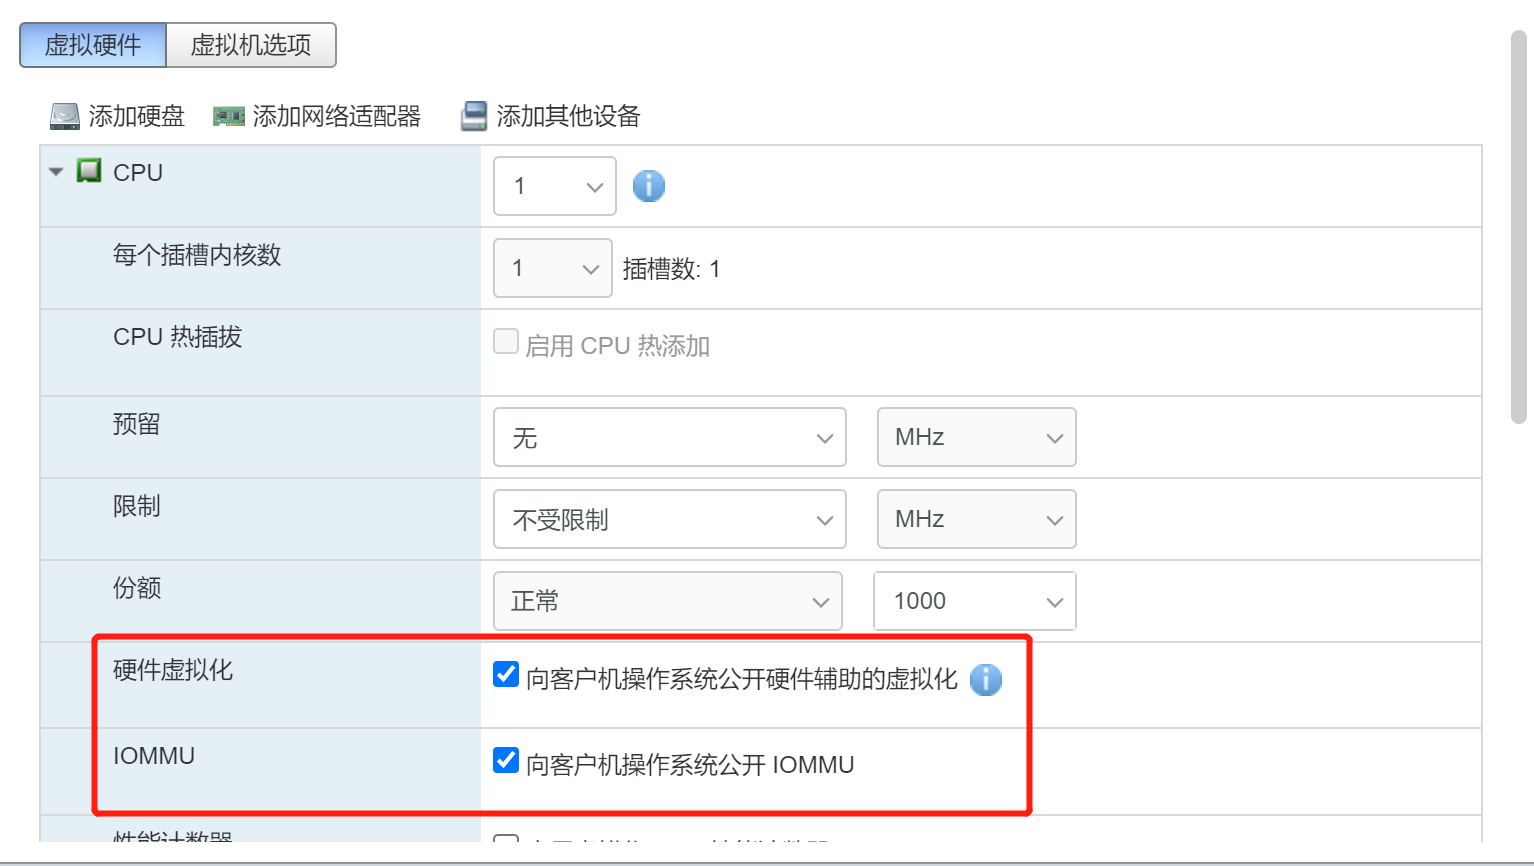 虚拟硬件 虚拟机选项
添加硬盘 添加网络适配器 添加其他设备
CPU 1
每个插槽内核数 1 插槽数: 1
CPU 热插拔 启用 CPU 热添加
预留 无 MHz
限制 不受限制 MHz
份额 正常 1000
硬件虚拟化 向客户机操作系统公开硬件辅助的虚拟化
IOMMU 向客户机操作系统公开 IOMMU
性能计数器